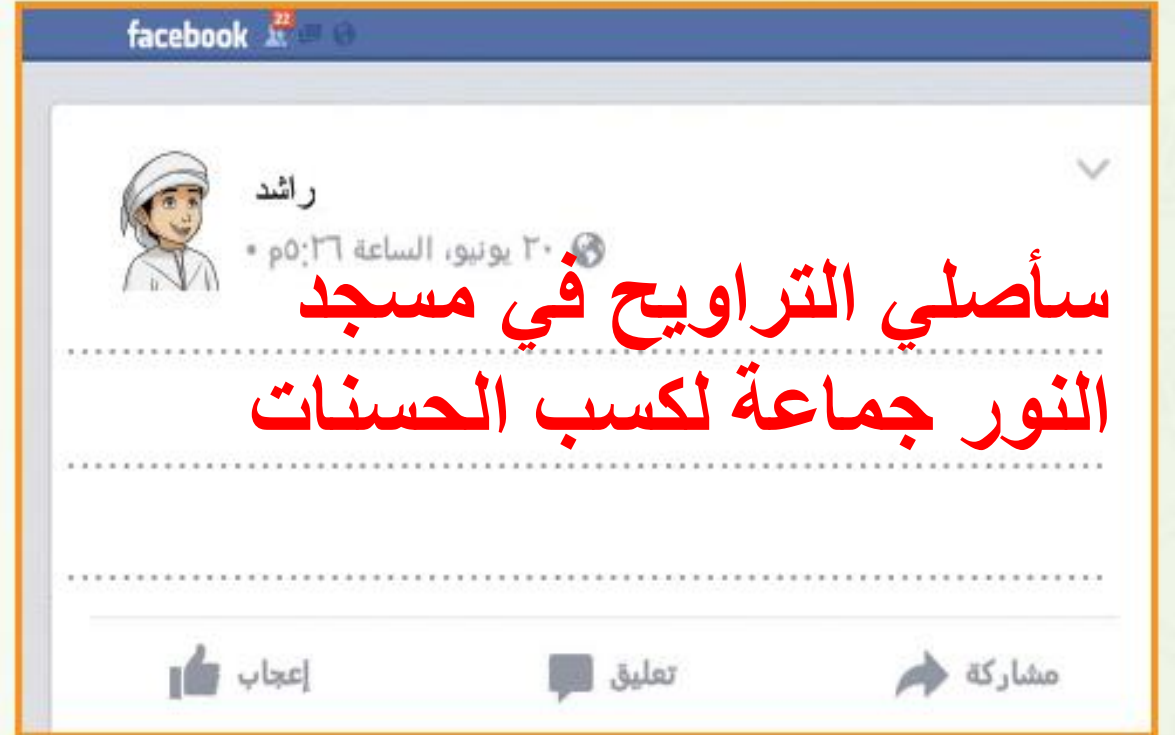 facebook 22
راشد
٢٠ يونيو، الساعة ٥:٢٦م •
سأصلي التراويح في مسجد
النور جماعة لكسب الحسنات
مشاركة تعليق إعجاب